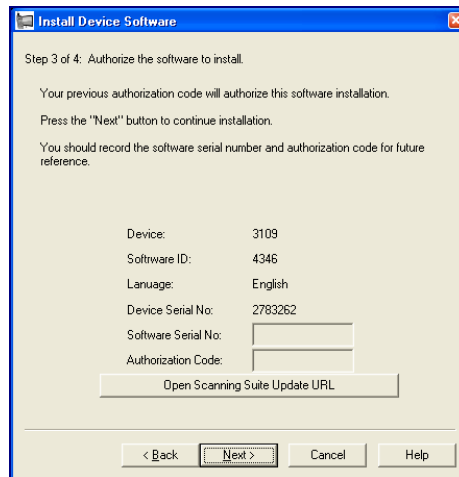 Install Device Software
Step 3 of 4: Authorize the software to install.
Your previous authorization code will authorize this software installation.
Press the "Next" button to continue installation.
You should record the software serial number and authorization code for future
reference.
Device: 3109
Softrware ID: 4346
Lanuage: English
Device Serial No: 2783262
Software Serial No:
Authorization Code:
Open Scanning Suite Update URL
< Back Next > Cancel Help